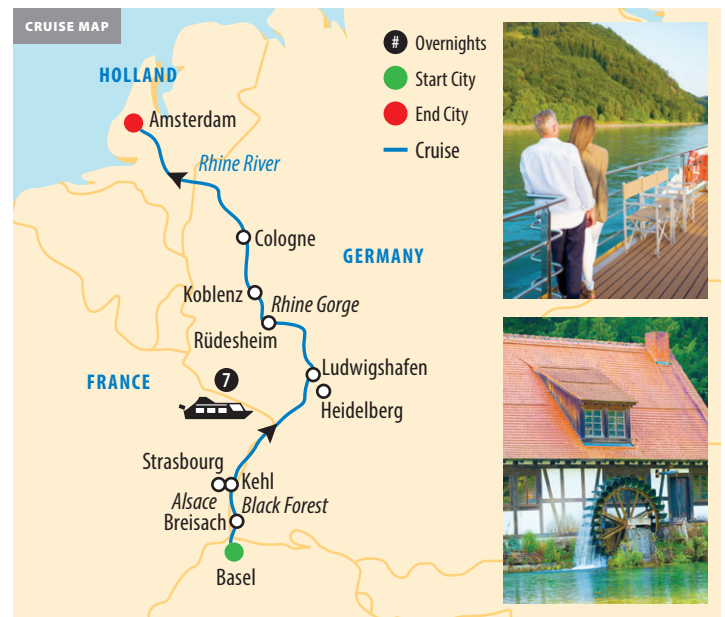 CRUISE MAP
# Overnights
Start City
End City
Cruise
HOLLAND
Amsterdam
Rhine River
Cologne
GERMANY
Koblenz
Rhine Gorge
Rüdesheim
Ludwigshafen
FRANCE
7
Heidelberg
Strasbourg
Kehl
Alsace
Black Forest
Breisach
Basel